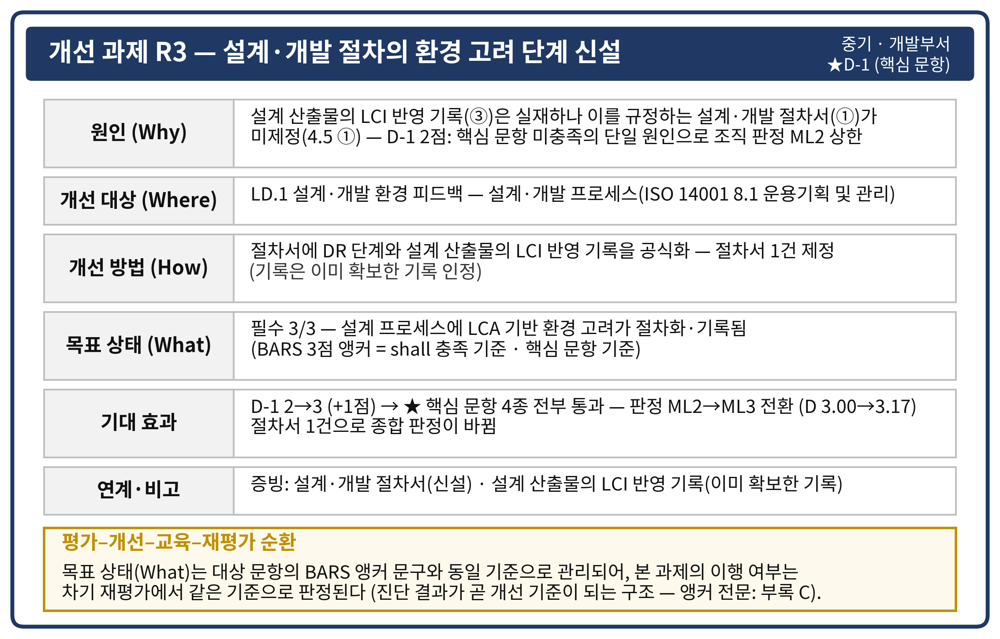 개선 과제 R3 — 설계·개발 절차의 환경 고려 단계 신설
중기 · 개발부서
★D-1 (핵심 문항)
원인 (Why)
설계 산출물의 LCI 반영 기록(③)은 실재하나 이를 규정하는 설계·개발 절차서(①)가
미제정(4.5 ①) — D-1 2점: 핵심 문항 미충족의 단일 원인으로 조직 판정 ML2 상한
개선 대상 (Where)
LD.1 설계·개발 환경 피드백 — 설계·개발 프로세스(ISO 14001 8.1 운용기획 및 관리)
개선 방법 (How)
절차서에 DR 단계와 설계 산출물의 LCI 반영 기록을 공식화 — 절차서 1건 제정
(기록은 이미 확보한 기록 인정)
목표 상태 (What)
필수 3/3 — 설계 프로세스에 LCA 기반 환경 고려가 절차화·기록됨
(BARS 3점 앵커 = shall 충족 기준 · 핵심 문항 기준)
기대 효과
D-1 2→3 (+1점) → ★ 핵심 문항 4종 전부 통과 — 판정 ML2→ML3 전환 (D 3.00→3.17)
절차서 1건으로 종합 판정이 바뀜
연계·비고
증빙: 설계·개발 절차서(신설) · 설계 산출물의 LCI 반영 기록(이미 확보한 기록)
평가–개선–교육–재평가 순환
목표 상태(What)는 대상 문항의 BARS 앵커 문구와 동일 기준으로 관리되어, 본 과제의 이행 여부는
차기 재평가에서 같은 기준으로 판정된다 (진단 결과가 곧 개선 기준이 되는 구조 — 앵커 전문: 부록 C).